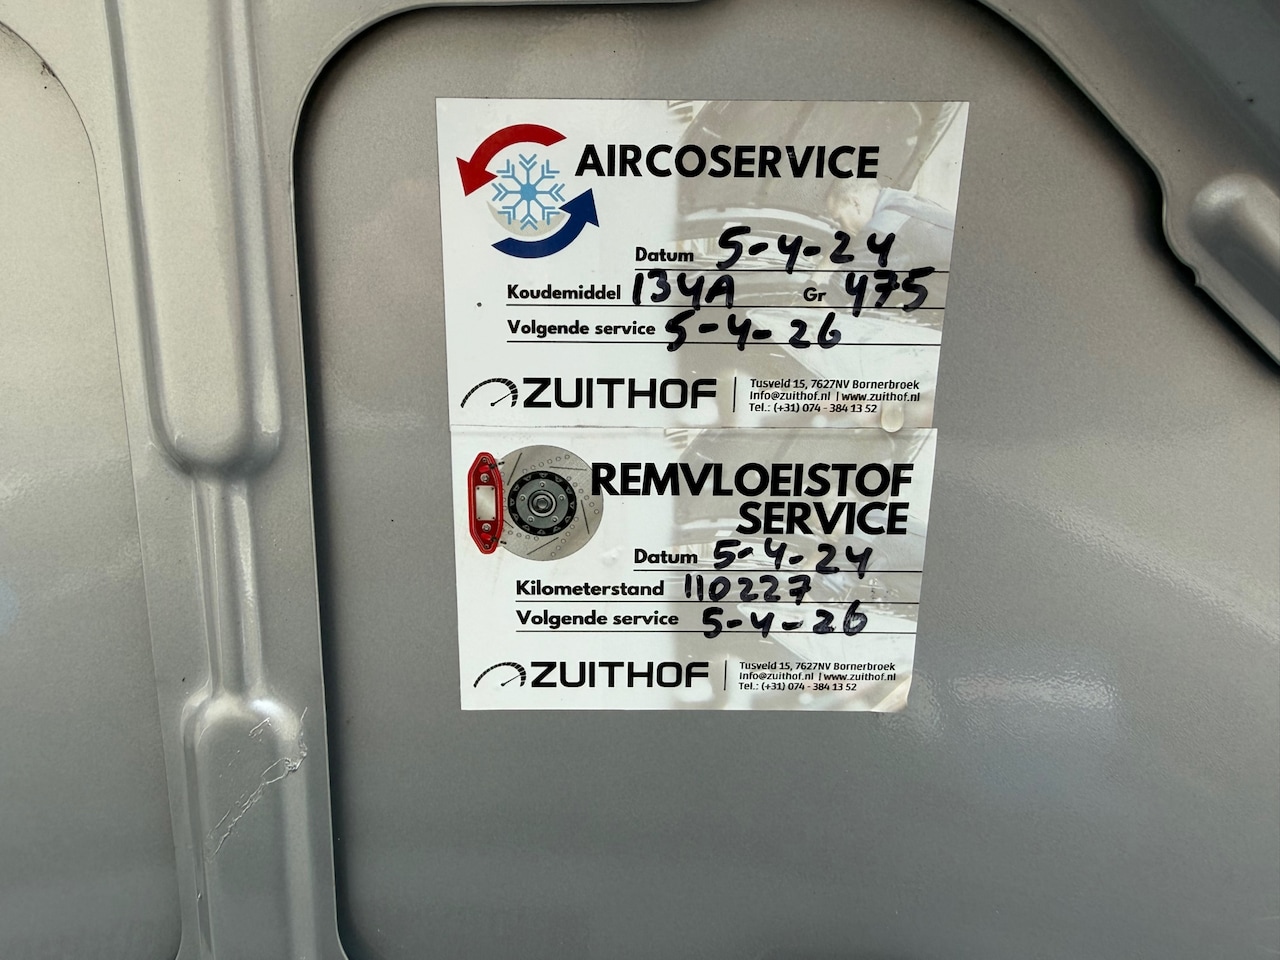 AIRCOSERVICE
Datum 5-4-24
Koudemiddel 134A Gr 475
Volgende service 5-4-26
ZUITHOF
Tusveld 15, 7627NV Bornerbroek
Info@zuithof.nl | www.zuithof.nl
Tel.: (+31) 074 - 384 13 52
REMVLOEISTOF
SERVICE
Datum 5-4-24
Kilometerstand 110227
Volgende service 5-4-26
ZUITHOF
Tusveld 15, 7627NV Bornerbroek
Info@zuithof.nl | www.zuithof.nl
Tel.: (+31) 074 - 384 13 52